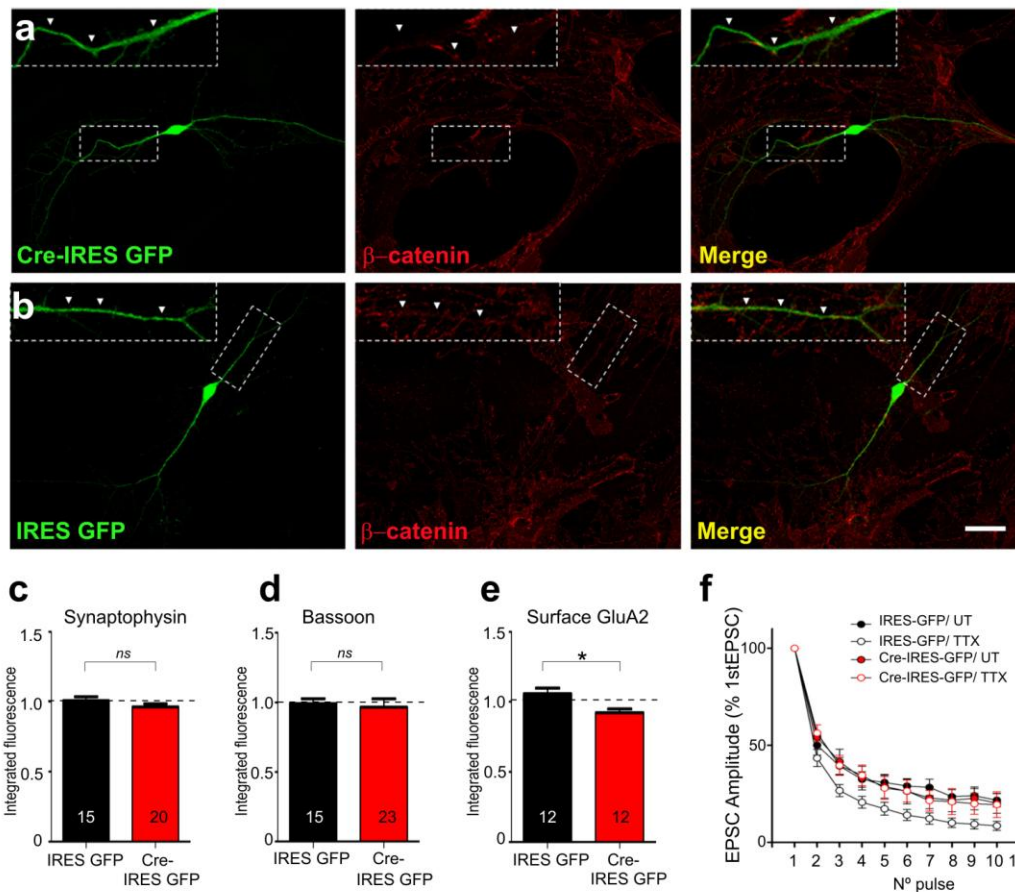 a
Cre-IRES GFP
β–catenin
Merge
b
IRES GFP
β–catenin
Merge
c
Synaptophysin
Integrated fluorescence
1.5
1.0
0.5
0
ns
15
20
IRES GFP
Cre-
IRES GFP
d
Bassoon
Integrated fluorescence
1.5
1.0
0.5
0
ns
15
23
IRES GFP
Cre-
IRES GFP
e
Surface GluA2
Integrated fluorescence
1.5
1.0
0.5
0
*
12
12
IRES GFP
Cre-
IRES GFP
f
EPSC Amplitude (% 1stEPSC)
100
50
0
IRES-GFP/ UT
IRES-GFP/ TTX
Cre-IRES-GFP/ UT
Cre-IRES-GFP/ TTX
1 2 3 4 5 6 7 8 9 10 1
Nº pulse